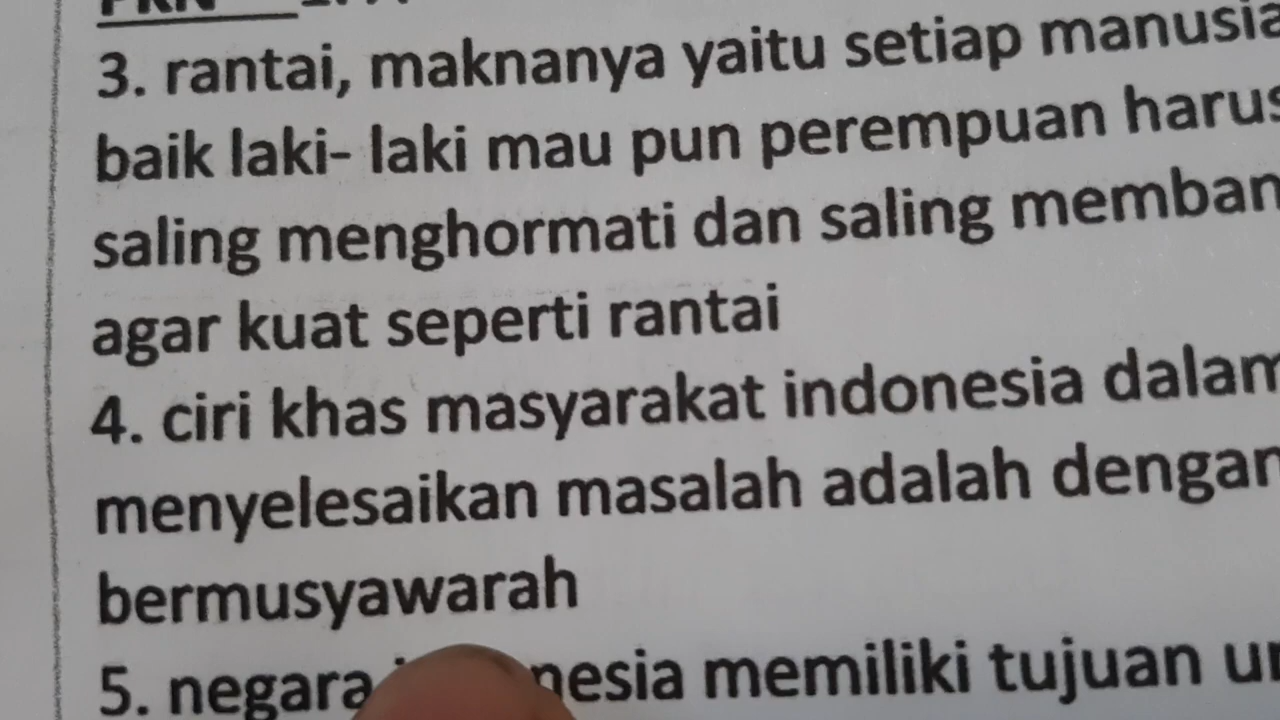 3. rantai, maknanya yaitu setiap manusia
baik laki- laki mau pun perempuan harus
saling menghormati dan saling memban
agar kuat seperti rantai
4. ciri khas masyarakat indonesia dalam
menyelesaikan masalah adalah dengan
bermusyawarah
5. negara memiliki tujuan